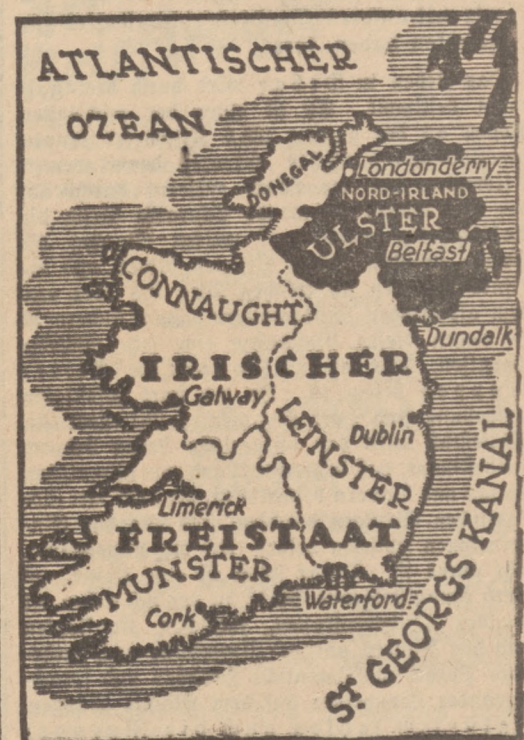 ATLANTISCHER
OZEAN
DONEGAL
Londonderry
NORD-IRLAND
ULSTER
Belfast
CONNAUGHT
Dundalk
IRISCHER
Galway
LEINSTER
Dublin
Limerick
FREISTAAT
MUNSTER
Waterford
Cork
ST. GEORGS KANAL